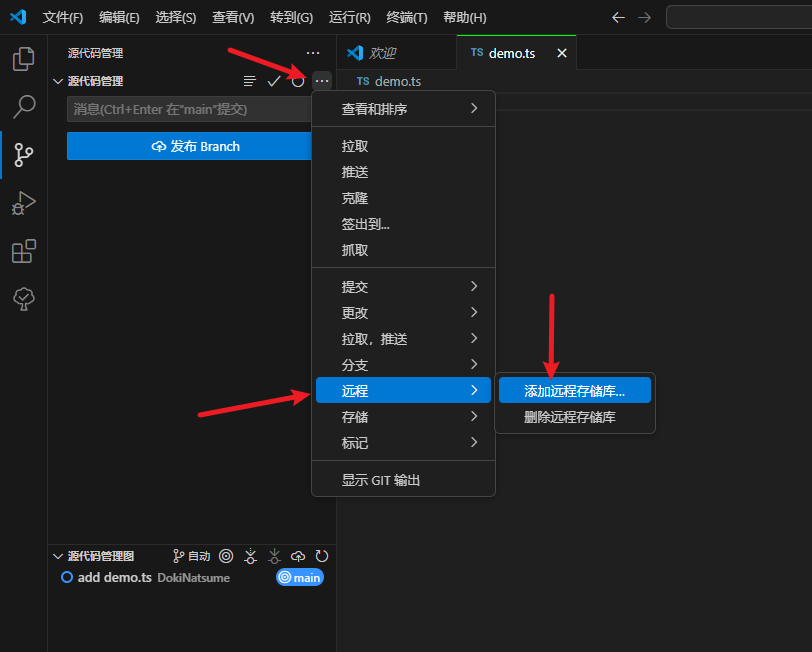 文件(F) 编辑(E) 选择(S) 查看(V) 转到(G) 运行(R) 终端(T) 帮助(H)
源代码管理
欢迎
TS demo.ts
源代码管理
TS demo.ts
消息(Ctrl+Enter 在"main"提交)
发布 Branch
查看和排序
拉取
推送
克隆
签出到...
抓取
提交
更改
拉取，推送
分支
远程
存储
标记
显示 GIT 输出
添加远程存储库...
删除远程存储库
源代码管理图
自动
add demo.ts DokiNatsume
main